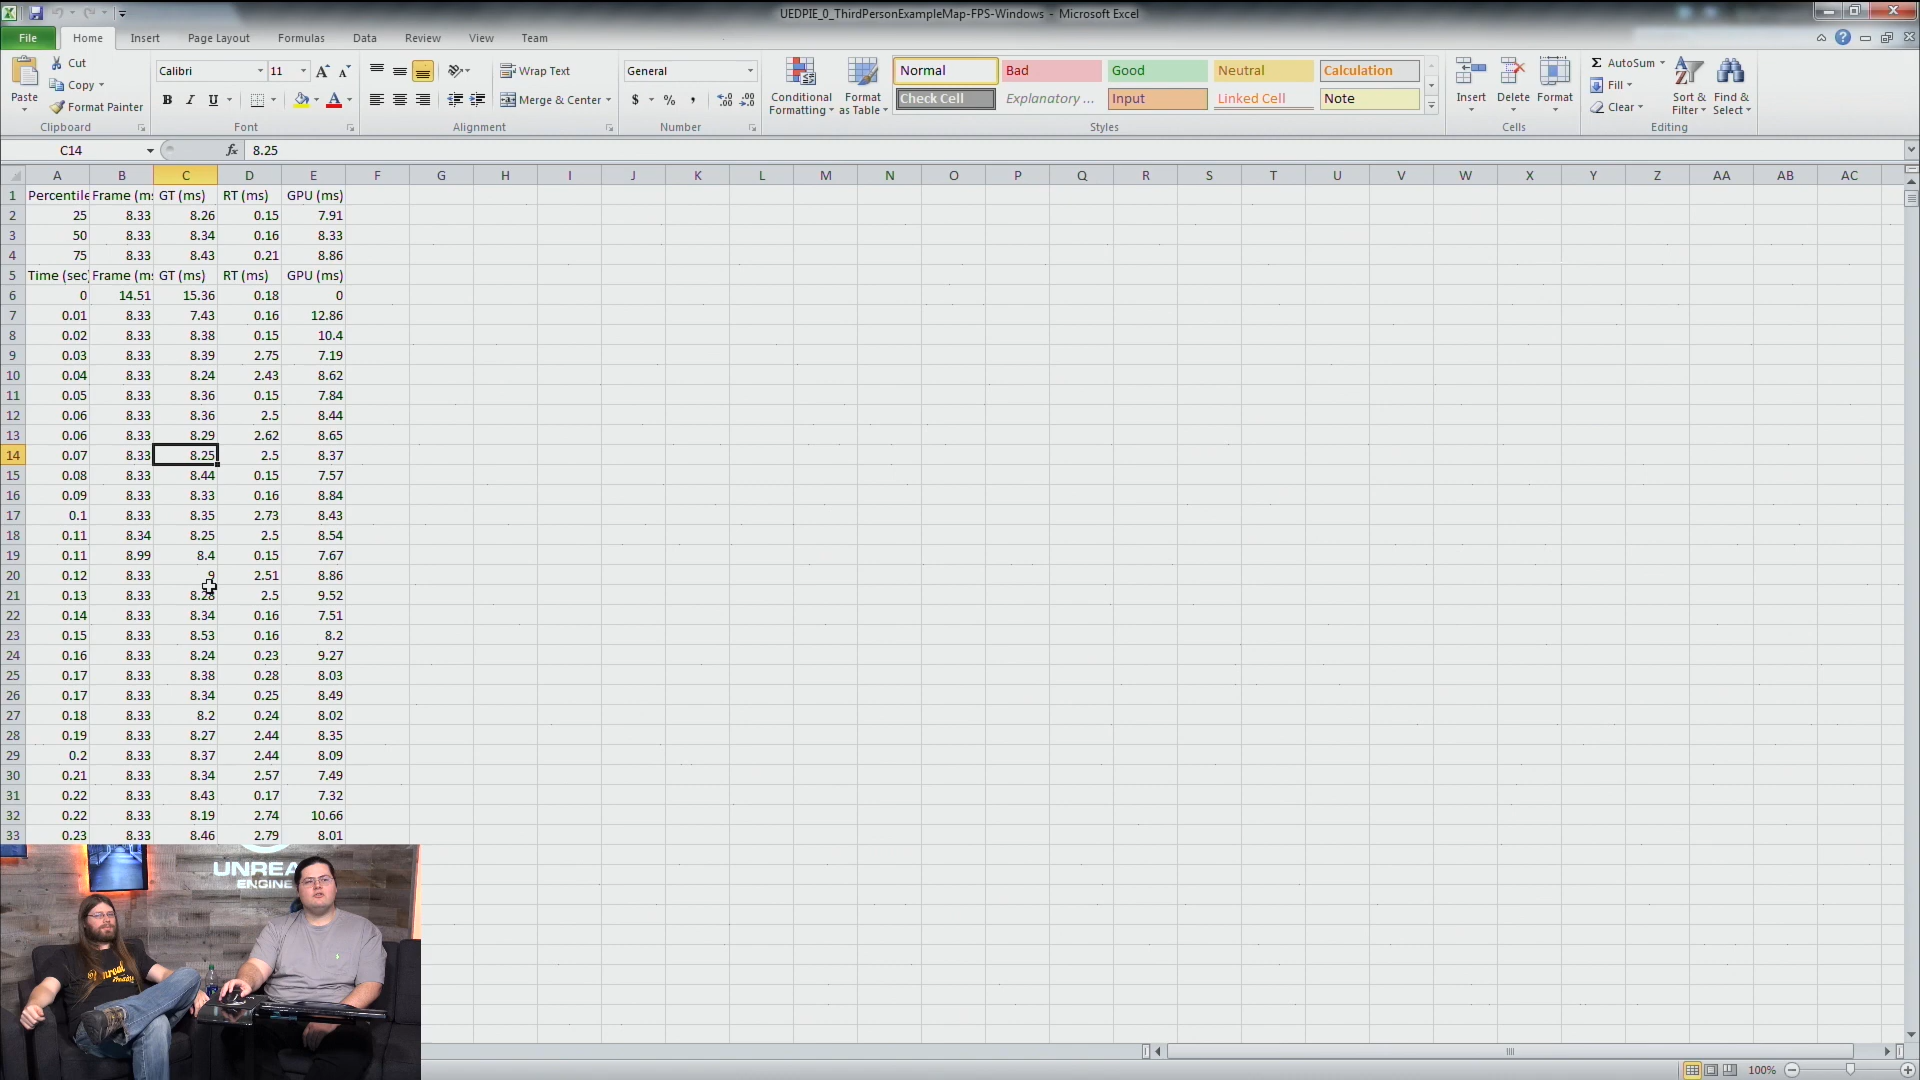 UEDPIE_0_ThirdPersonExampleMap-FPS-Windows - Microsoft Excel
File Home Insert Page Layout Formulas Data Review View Team
Paste Cut Copy Format Painter Clipboard
Calibri 11 B I U Font
Wrap Text Merge & Center Alignment
General $ % , Number
Conditional Formatting Format as Table
Normal Bad Good Neutral Calculation
Check Cell Explanatory ... Input Linked Cell Note
Styles
Insert Delete Format Cells
AutoSum Fill Clear Sort & Filter Find & Select Editing
C14 fx 8.25
A B C D E F G H I J K L M N O P Q R S T U V W X Y Z AA AB AC
1 Percentile Frame (ms GT (ms) RT (ms) GPU (ms)
2 25 8.33 8.26 0.15 7.91
3 50 8.33 8.34 0.16 8.33
4 75 8.33 8.43 0.21 8.86
5 Time (sec Frame (ms GT (ms) RT (ms) GPU (ms)
6 0 14.51 15.36 0.18 0
7 0.01 8.33 7.43 0.16 12.86
8 0.02 8.33 8.38 0.15 10.4
9 0.03 8.33 8.39 2.75 7.19
10 0.04 8.33 8.24 2.43 8.62
11 0.05 8.33 8.36 0.15 7.84
12 0.06 8.33 8.36 2.5 8.44
13 0.06 8.33 8.29 2.62 8.65
14 0.07 8.33 8.25 2.5 8.37
15 0.08 8.33 8.44 0.15 7.57
16 0.09 8.33 8.33 0.16 8.84
17 0.1 8.33 8.35 2.73 8.43
18 0.11 8.34 8.25 2.5 8.54
19 0.11 8.99 8.4 0.15 7.67
20 0.12 8.33 9 2.51 8.86
21 0.13 8.33 8.28 2.5 9.52
22 0.14 8.33 8.34 0.16 7.51
23 0.15 8.33 8.53 0.16 8.2
24 0.16 8.33 8.24 0.23 9.27
25 0.17 8.33 8.38 0.28 8.03
26 0.17 8.33 8.34 0.25 8.49
27 0.18 8.33 8.2 0.24 8.02
28 0.19 8.33 8.27 2.44 8.35
29 0.2 8.33 8.37 2.44 8.09
30 0.21 8.33 8.34 2.57 7.49
31 0.22 8.33 8.43 0.17 7.32
32 0.22 8.33 8.19 2.74 10.66
33 0.23 8.33 8.46 2.79 8.01
UNREA
ENGINE
100%